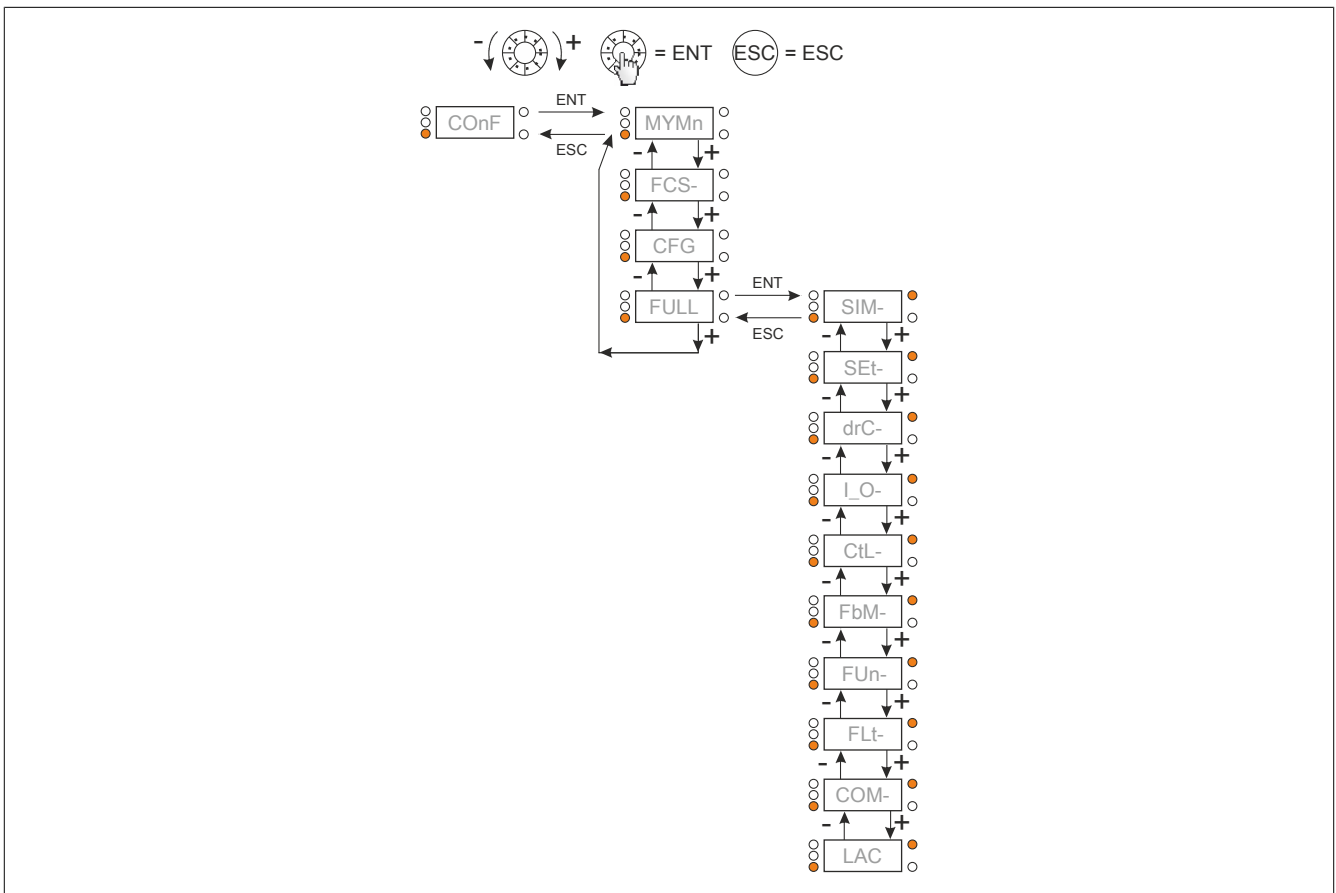 - + = ENT ESC = ESC
COnF ENT MYMn
ESC
- +
FCS-
- +
CFG
- +
FULL ENT SIM-
ESC
+ - +
SEt-
- +
drC-
- +
I_O-
- +
CtL-
- +
FbM-
- +
FUn-
- +
FLt-
- +
COM-
- +
LAC